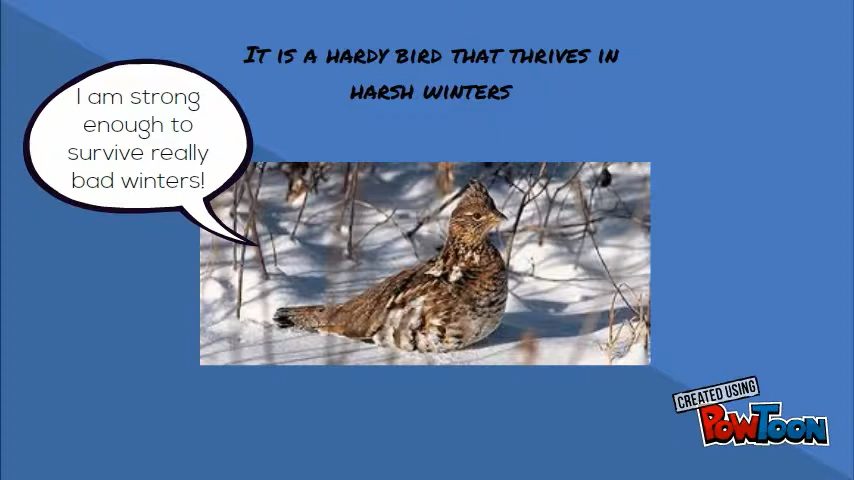 IT IS A HARDY BIRD THAT THRIVES IN
HARSH WINTERS
I am strong
enough to
survive really
bad winters!
CREATED USING
POWTOON